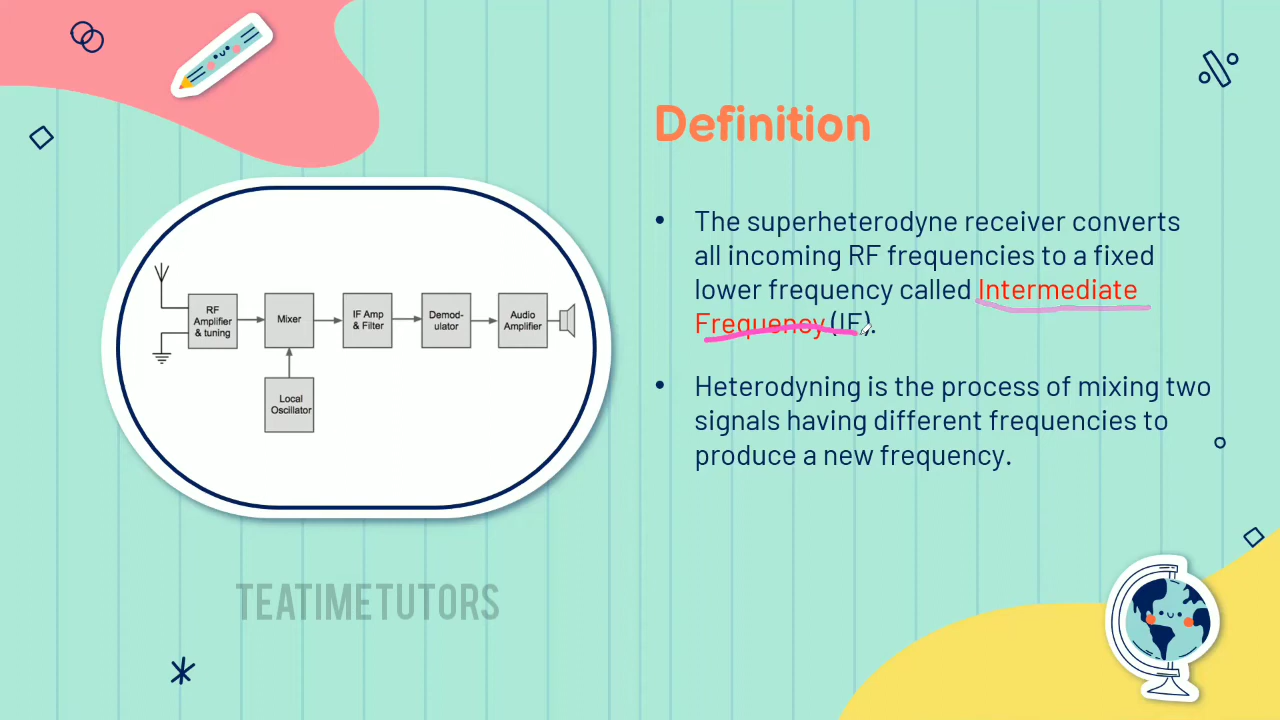 Definition
• The superheterodyne receiver converts
all incoming RF frequencies to a fixed
lower frequency called Intermediate
Frequency (IF).
• Heterodyning is the process of mixing two
signals having different frequencies to
produce a new frequency.
RF
Amplifier
& tuning
Mixer
IF Amp
& Filter
Demod-
ulator
Audio
Amplifier
Local
Oscillator
TEATIMETUTORS